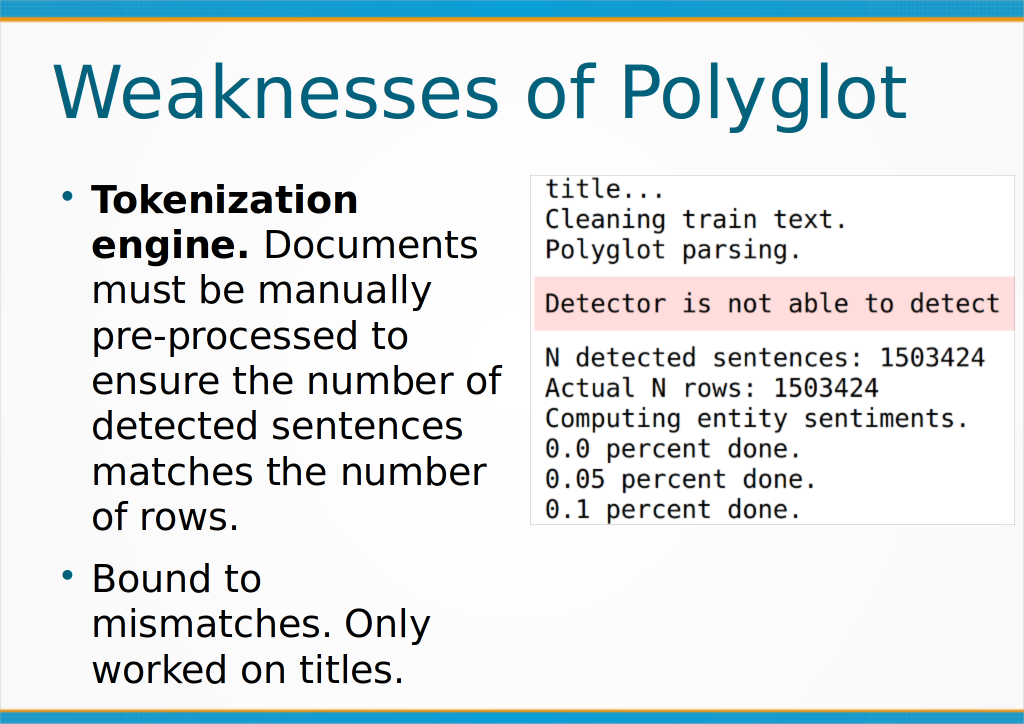 Weaknesses of Polyglot
• Tokenization
engine. Documents
must be manually
pre-processed to
ensure the number of
detected sentences
matches the number
of rows.
• Bound to
mismatches. Only
worked on titles.
title...
Cleaning train text.
Polyglot parsing.
Detector is not able to detect
N detected sentences: 1503424
Actual N rows: 1503424
Computing entity sentiments.
0.0 percent done.
0.05 percent done.
0.1 percent done.